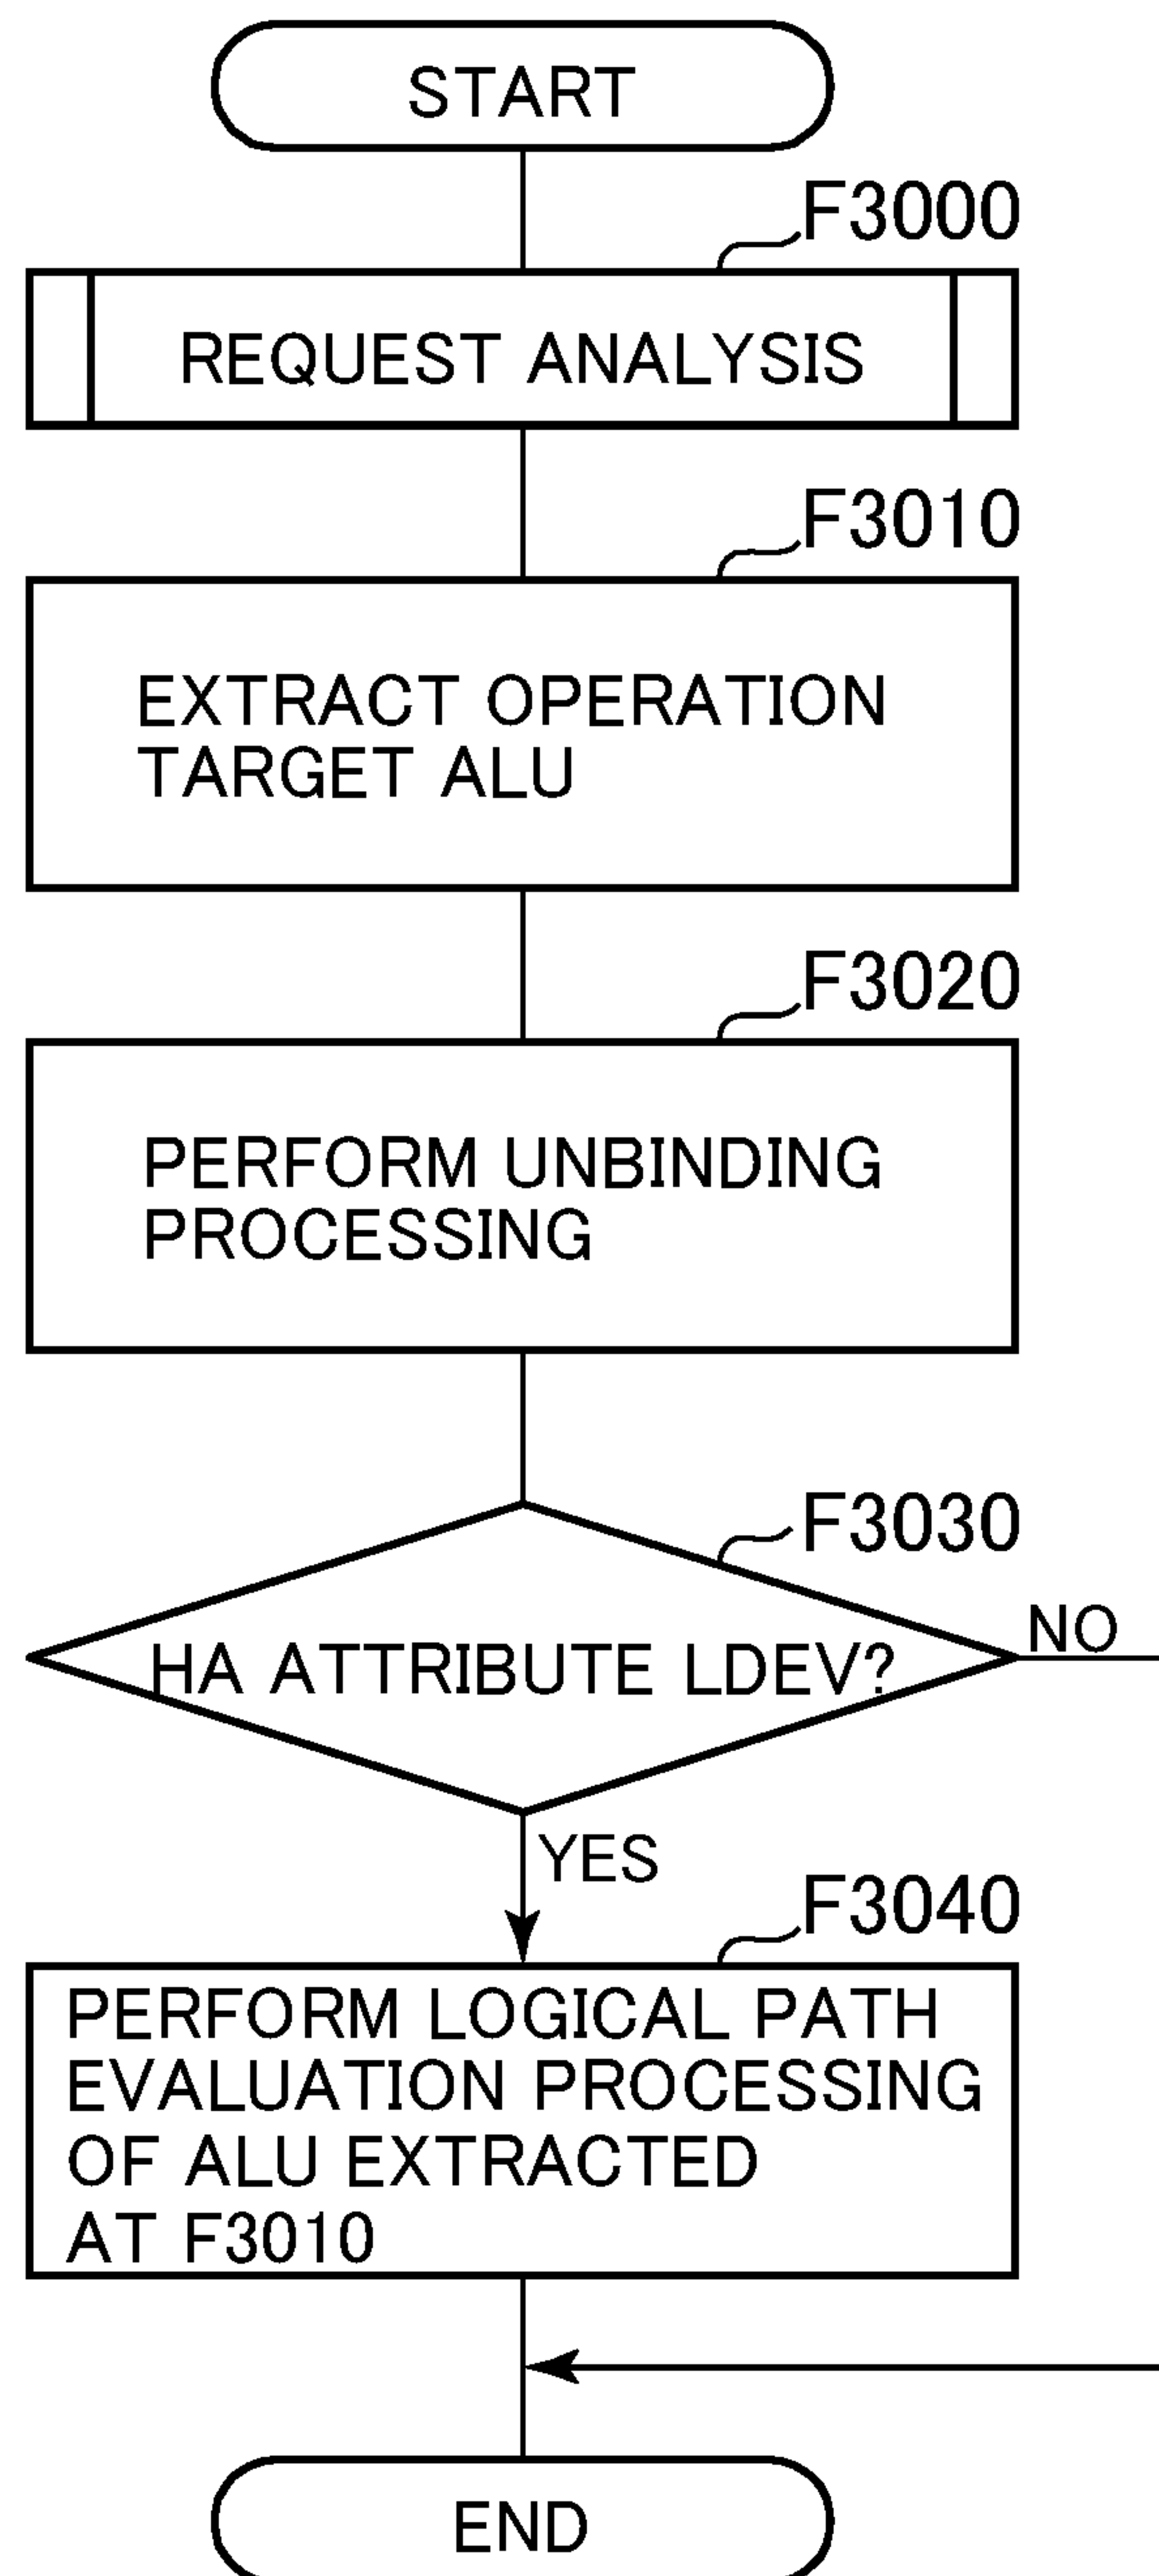 START
F3000
REQUEST ANALYSIS
F3010
EXTRACT OPERATION
TARGET ALU
F3020
PERFORM UNBINDING
PROCESSING
F3030
HA ATTRIBUTE LDEV?
NO
YES
F3040
PERFORM LOGICAL PATH
EVALUATION PROCESSING
OF ALU EXTRACTED
AT F3010
END